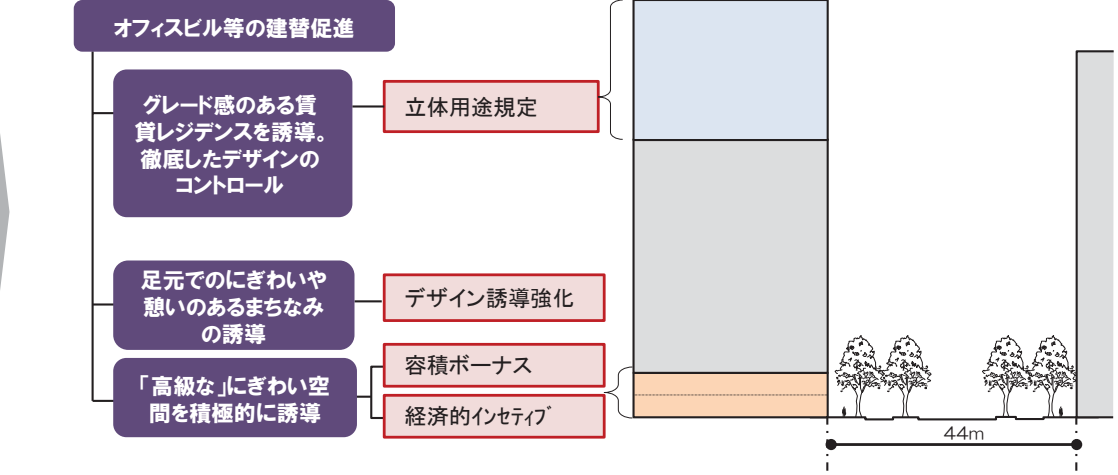 オフィスビル等の建替促進
グレード感のある賃
貸レジデンスを誘導。
徹底したデザインの
コントロール
立体用途規定
足元でのにぎわいや
憩いのあるまちなみ
の誘導
デザイン誘導強化
「高級な」にぎわい空
間を積極的に誘導
容積ボーナス
経済的インセティブ
44m